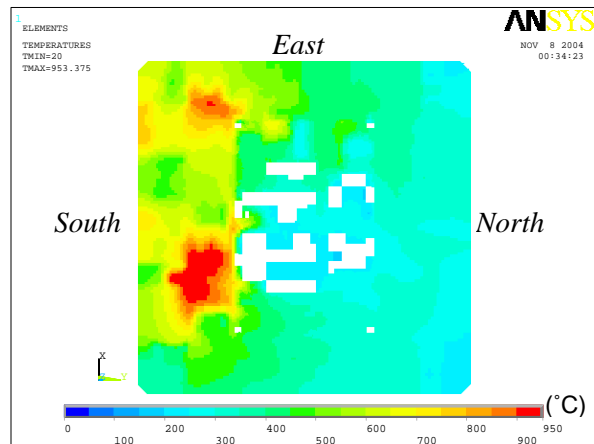 1
ELEMENTS
TEMPERATURES
TMIN=20
TMAX=953.375
ANSYS
NOV 8 2004
00:34:23
East
South
North
X
Y
(°C)
0 200 400 600 800 950
100 300 500 700 900